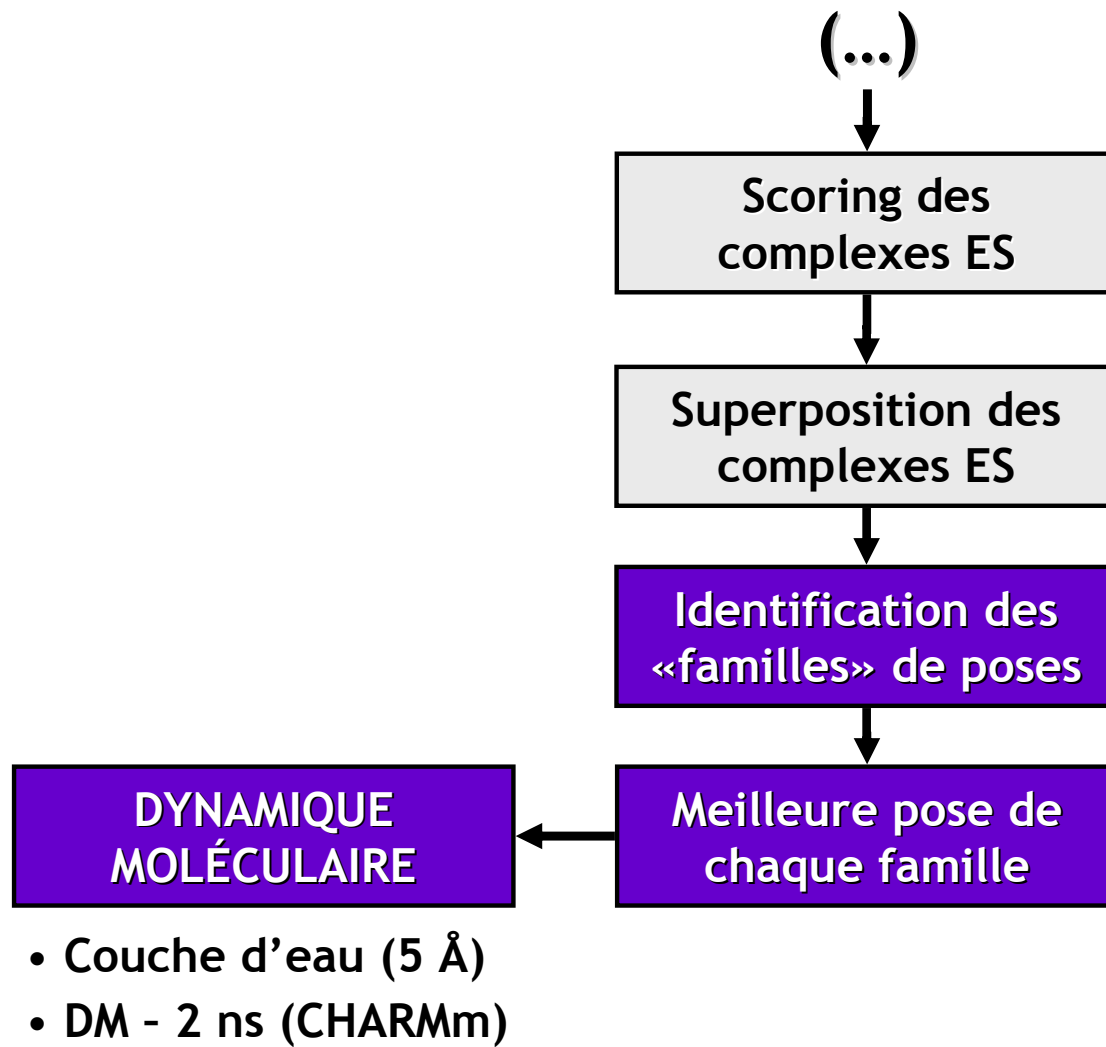 (...)
Scoring des
complexes ES
Superposition des
complexes ES
Identification des
«familles» de poses
Meilleure pose de
chaque famille
DYNAMIQUE
MOLÉCULAIRE
• Couche d’eau (5 Å)
• DM – 2 ns (CHARMm)